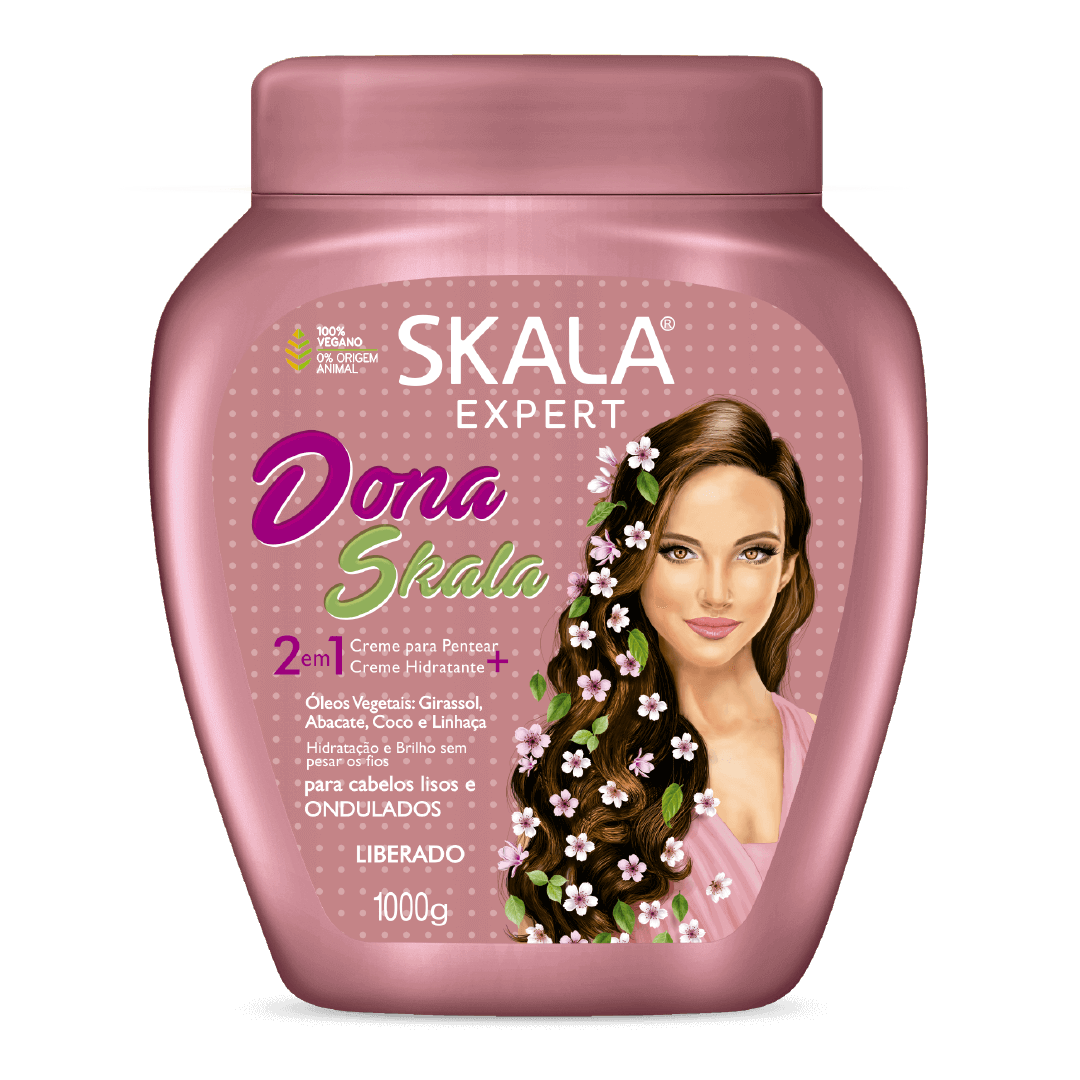 100%
VEGANO
0% ORIGEM
ANIMAL
SKALA®
EXPERT
Dona
Skala
2em1 Creme para Pentear
Creme Hidratante +
Óleos Vegetais: Girassol,
Abacate, Coco e Linhaça
Hidratação e Brilho sem
pesar os fios
para cabelos lisos e
ONDULADOS
LIBERADO
1000g